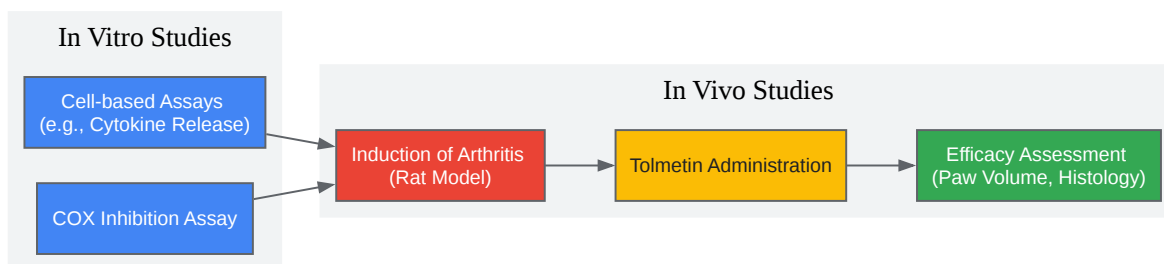 In Vitro Studies
Cell-based Assays
(e.g., Cytokine Release)
COX Inhibition Assay
In Vivo Studies
Induction of Arthritis
(Rat Model)
Tolmetin Administration
Efficacy Assessment
(Paw Volume, Histology)